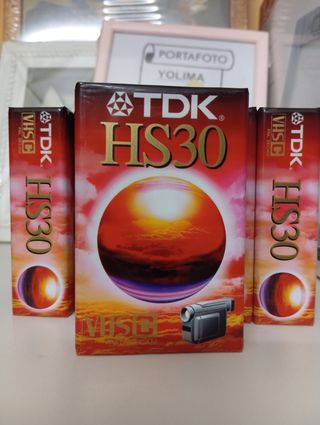 PORTAFOTO
YOLIMA
TDK®
HS30
VHS C
TDK
HS30
VHS C
TDK
HS30
VHS C